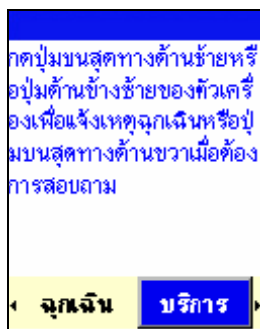 กดปุ่มบนสุดทางด้านซ้ายหรื
อปุ่มด้านข้างซ้ายของตัวเครื่
องเพื่อแจ้งเหตุฉุกเฉินหรือปุ่
มบนสุดทางด้านขวาเมื่อต้อง
การสอบถาม
ฉุกเฉิน บริการ